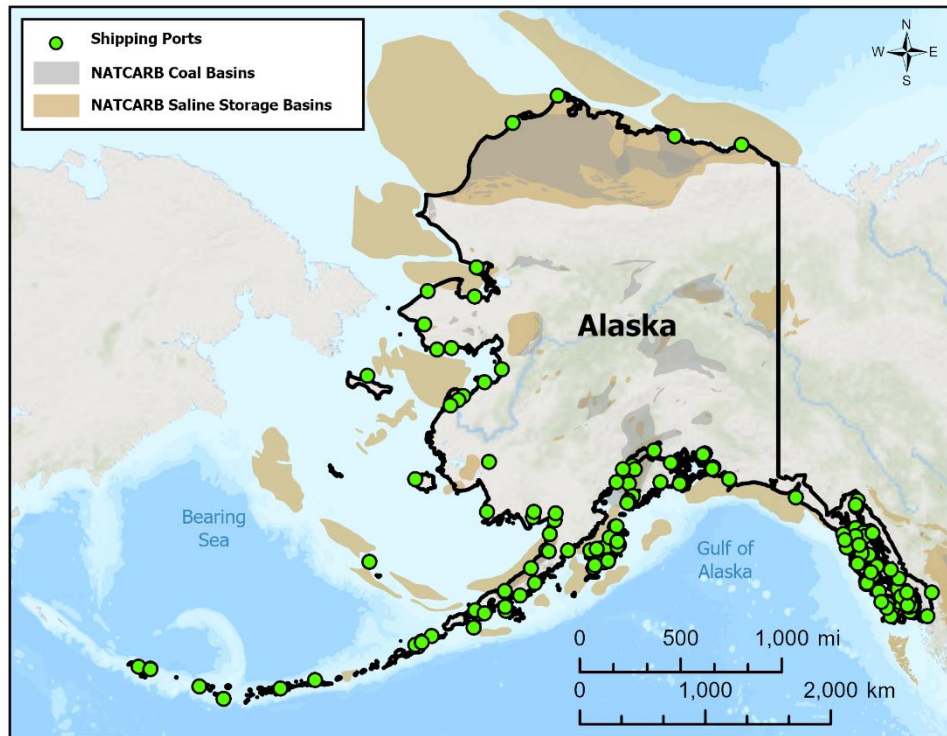 Shipping Ports
NATCARB Coal Basins
NATCARB Saline Storage Basins
N
W E
S
Alaska
Bearing
Sea
Gulf of
Alaska
0 500 1,000 mi
0 1,000 2,000 km